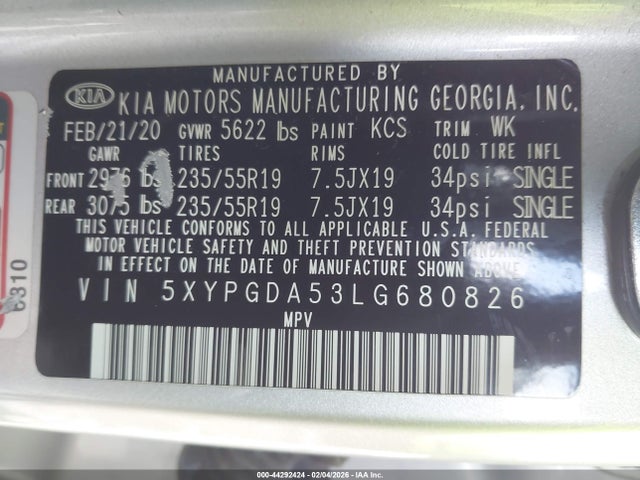 MANUFACTURED BY
KIA KIA MOTORS MANUFACTURING GEORGIA, INC.
FEB/21/20 GVWR 5622 lbs PAINT KCS TRIM WK
GAWR TIRES RIMS COLD TIRE INFL
FRONT 2976 lbs 235/55R19 7.5JX19 34psi SINGLE
REAR 3075 lbs 235/55R19 7.5JX19 34psi SINGLE
THIS VEHICLE CONFORMS TO ALL APPLICABLE U.S.A. FEDERAL
MOTOR VEHICLE SAFETY AND THEFT PREVENTION STANDARDS
IN EFFECT ON THE DATE OF MANUFACTURE SHOWN ABOVE
VIN 5XYPGDA53LG680826
MPV
6810
000-44292424 - 02/04/2026 - IAA Inc.